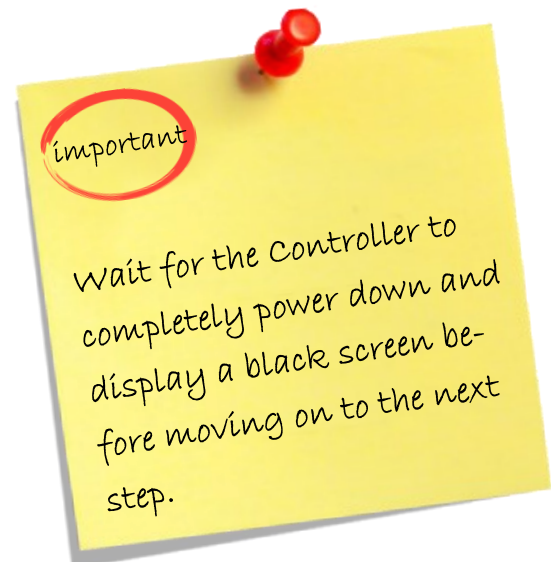 important
Wait for the Controller to
completely power down and
display a black screen be-
fore moving on to the next
step.